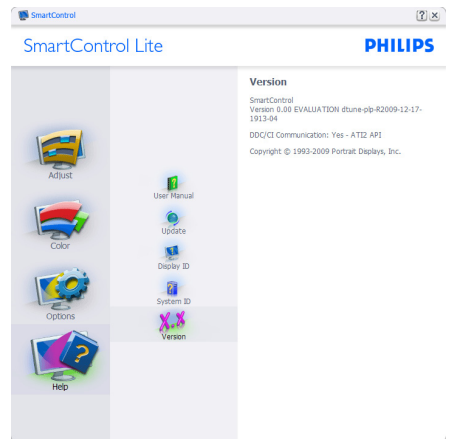 SmartControl
? x
SmartControl Lite
PHILIPS
Adjust
Color
Options
Help
User Manual
Update
Display ID
System ID
X.X
Version
Version
SmartControl
Version 0.00 EVALUATION dtune-plp-R2009-12-17-
1913-04
DDC/CI Communication: Yes - ATI2 API
Copyright © 1993-2009 Portrait Displays, Inc.